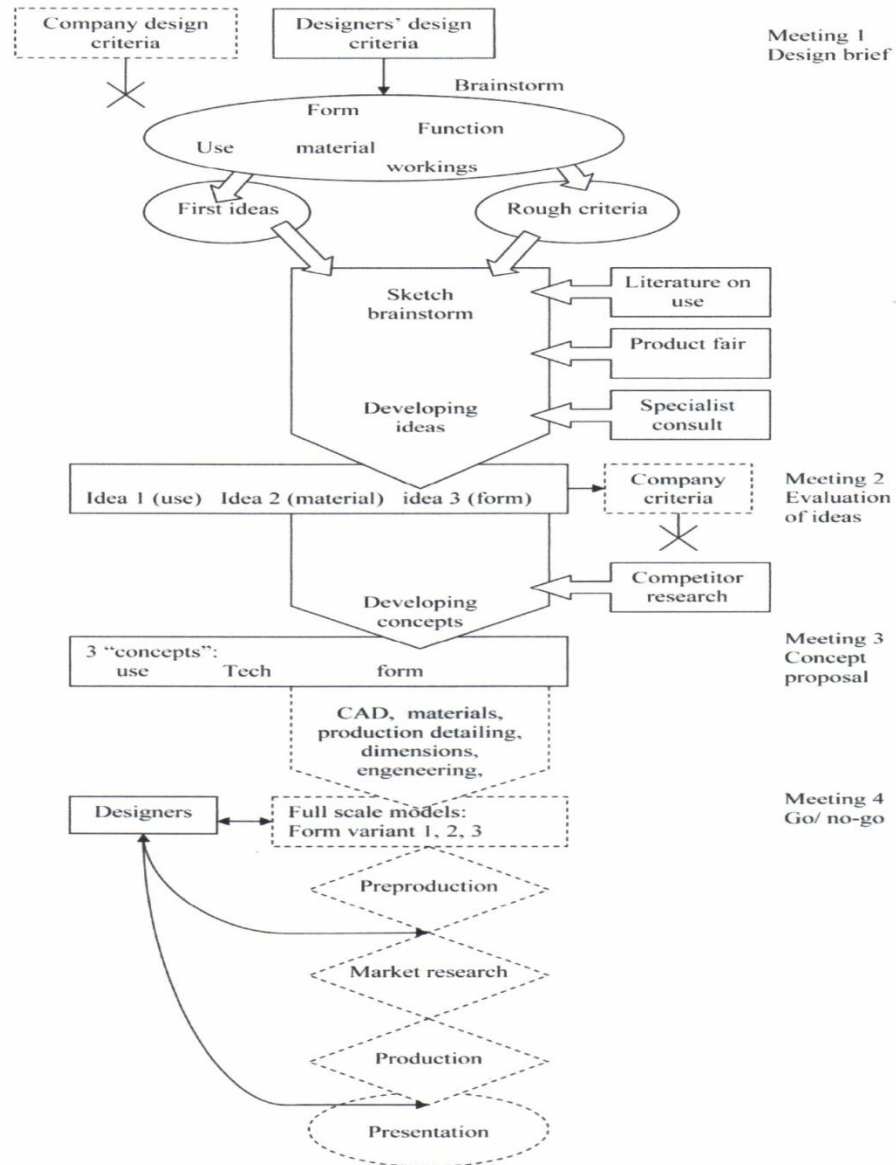 Company design
criteria
Designers' design
criteria
Meeting 1
Design brief
Brainstorm
Form
Function
Use
material
workings
First ideas
Rough criteria
Sketch
brainstorm
Literature on
use
Product fair
Developing
ideas
Specialist
consult
Idea 1 (use) Idea 2 (material) idea 3 (form)
Company
criteria
Meeting 2
Evaluation
of ideas
Developing
concepts
Competitor
research
3 "concepts":
use Tech form
Meeting 3
Concept
proposal
CAD, materials,
production detailing,
dimensions,
engeneering,
Designers
Full scale models:
Form variant 1, 2, 3
Meeting 4
Go/ no-go
Preproduction
Market research
Production
Presentation